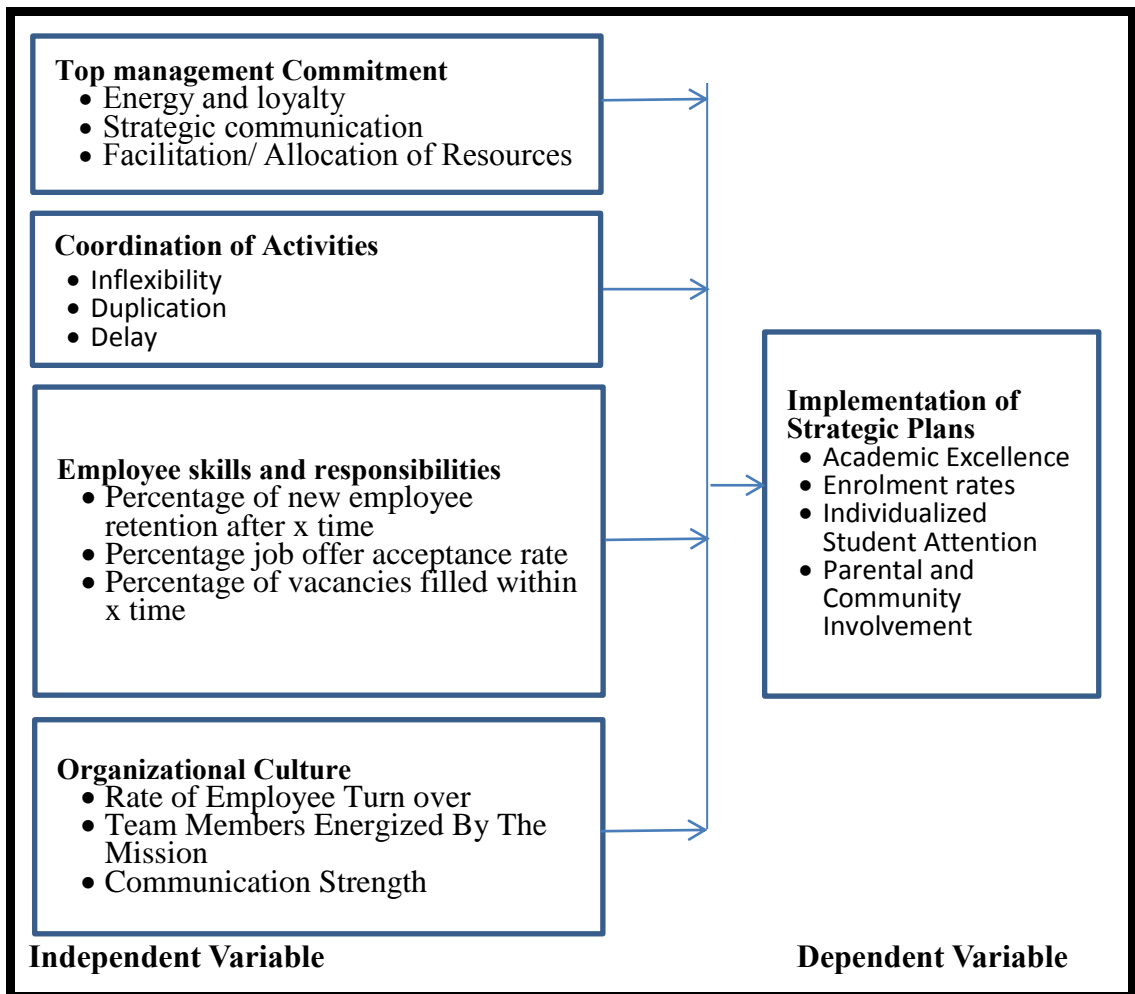 Top management Commitment
• Energy and loyalty
• Strategic communication
• Facilitation/ Allocation of Resources
Coordination of Activities
• Inflexibility
• Duplication
• Delay
Employee skills and responsibilities
• Percentage of new employee
retention after x time
• Percentage job offer acceptance rate
• Percentage of vacancies filled within
x time
Organizational Culture
• Rate of Employee Turn over
• Team Members Energized By The
Mission
• Communication Strength
Independent Variable
Implementation of
Strategic Plans
• Academic Excellence
• Enrolment rates
• Individualized
Student Attention
• Parental and
Community
Involvement
Dependent Variable